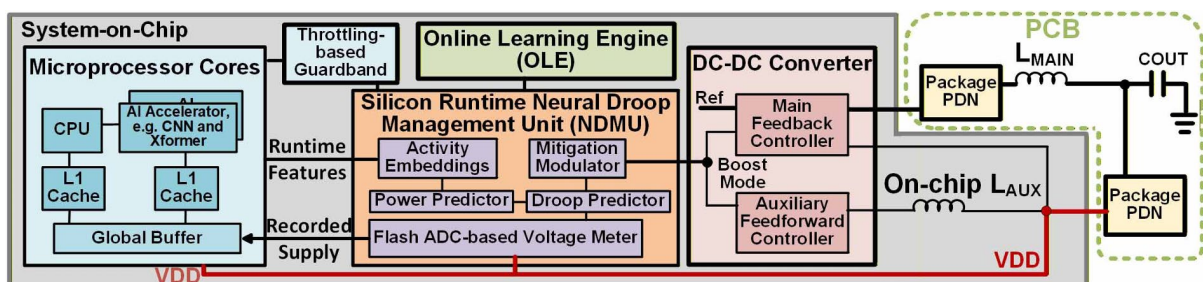 System-on-Chip
Microprocessor Cores
CPU
AI Accelerator,
e.g. CNN and
Xformer
L1
Cache
L1
Cache
Global Buffer
VDD
Throttling-
based
Guardband
Online Learning Engine
(OLE)
Runtime
Features
Recorded
Supply
Silicon Runtime Neural Droop
Management Unit (NDMU)
Activity
Embeddings
Mitigation
Modulator
Power Predictor
Droop Predictor
Flash ADC-based Voltage Meter
DC-DC Converter
Ref
Main
Feedback
Controller
Boost
Mode
Auxiliary
Feedforward
Controller
On-chip LAUX
VDD
PCB
Package
PDN
LMAIN
COUT
Package
PDN